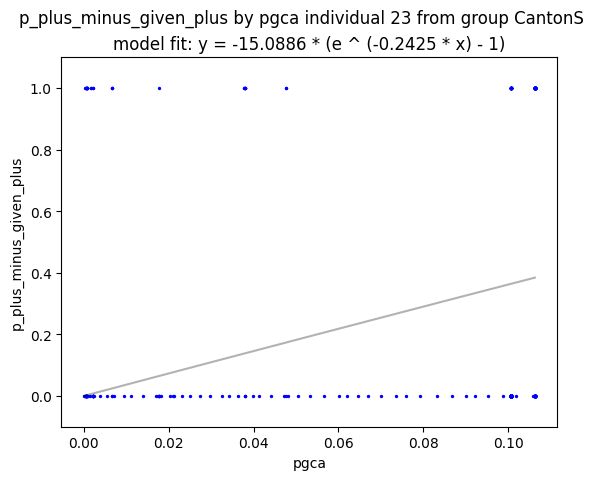 p_plus_minus_given_plus by pgca individual 23 from group CantonS
model fit: y = -15.0886 * (e ^ (-0.2425 * x) - 1)
1.0
0.8
0.6
0.4
0.2
0.0
p_plus_minus_given_plus
0.00 0.02 0.04 0.06 0.08 0.10
pgca